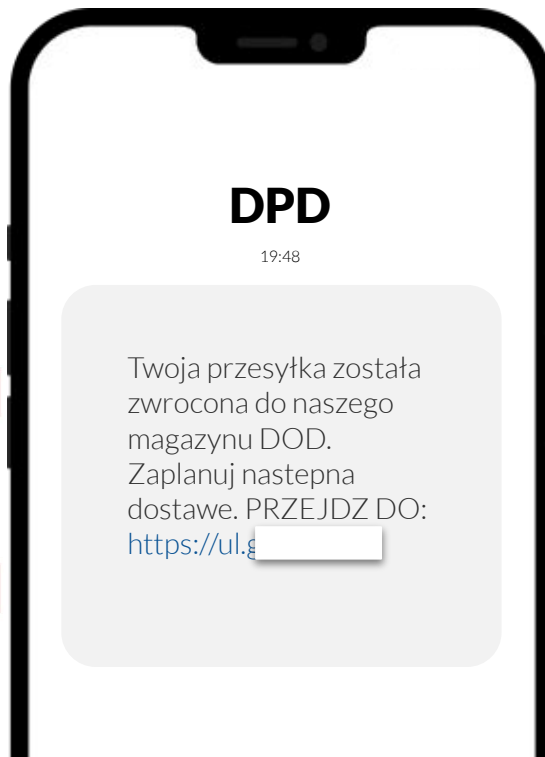 DPD
19:48
Twoja przesyłka została
zwrocona do naszego
magazynu DOD.
Zaplanuj nastepna
dostawe. PRZEJDZ DO:
https://ul.